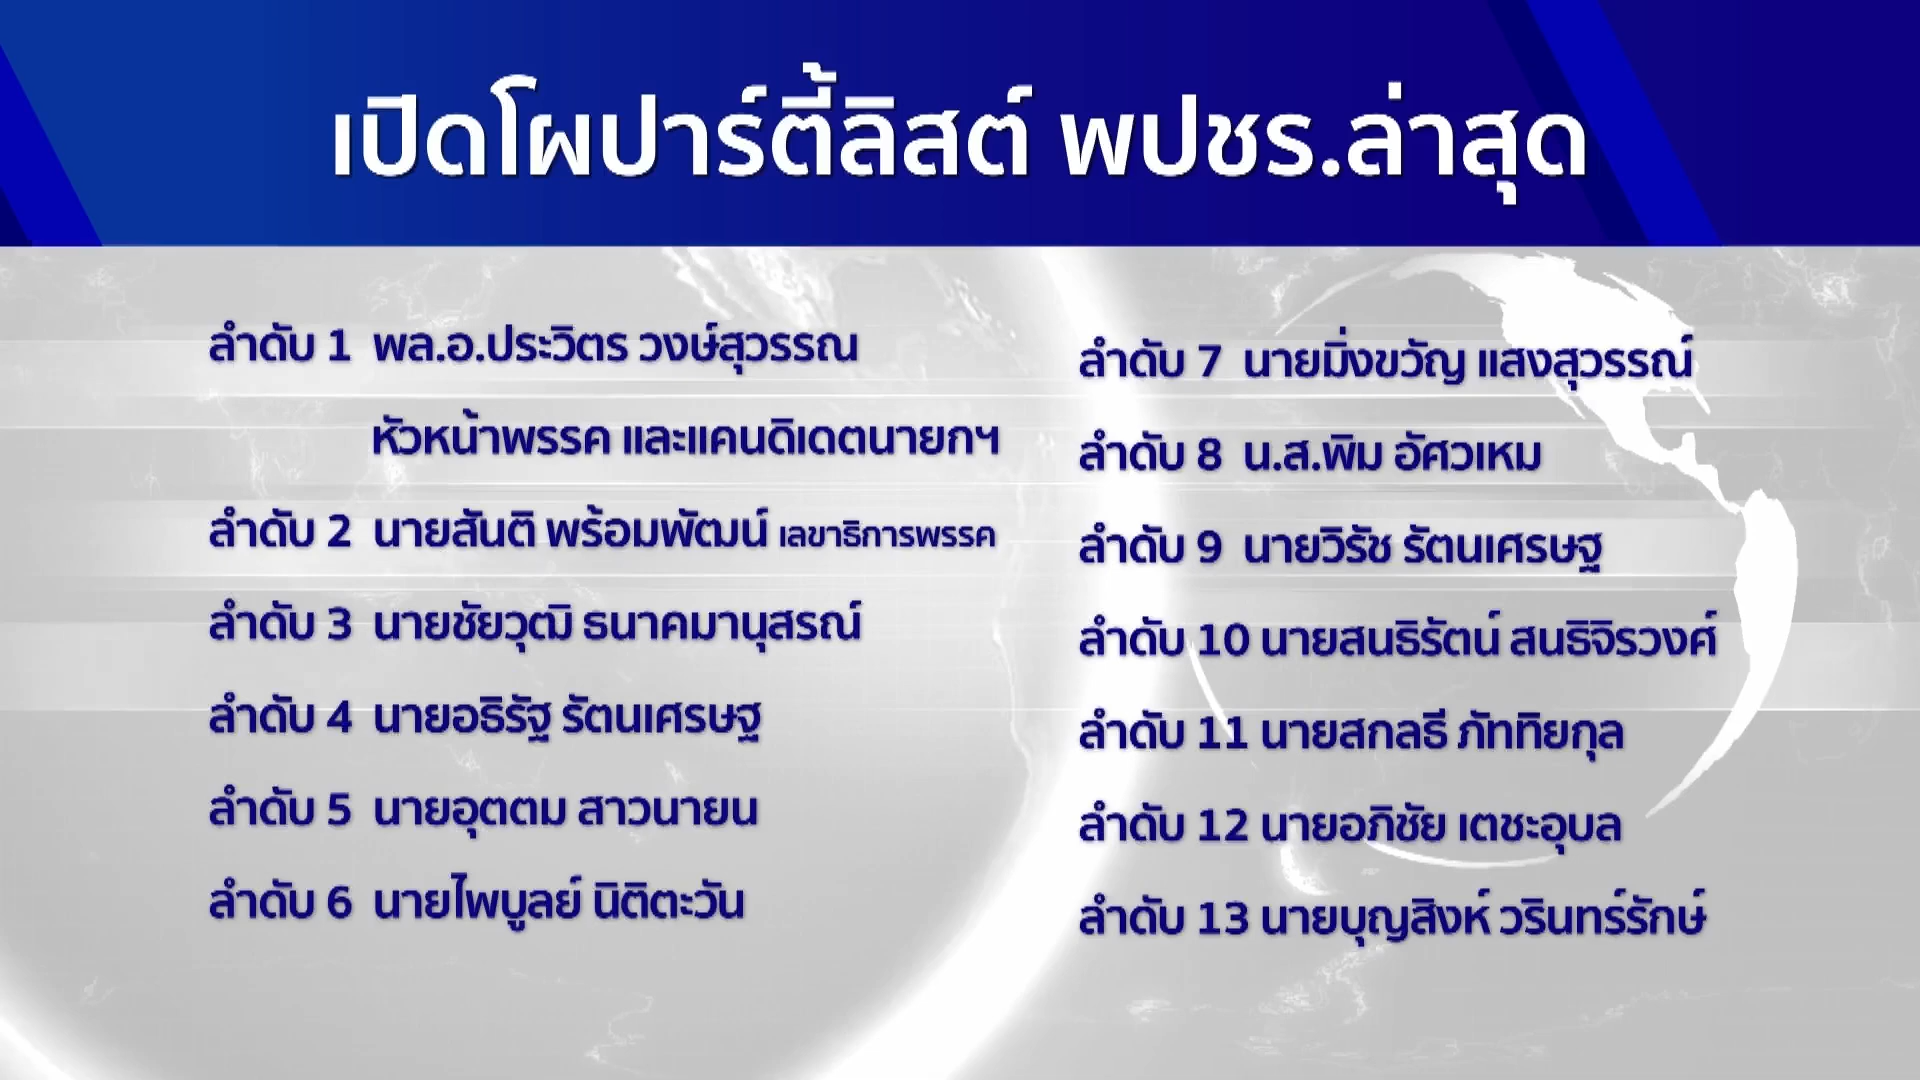 เปิดโผปาร์ตี้ลิสต์ พปชร.ล่าสุด
ลำดับ 1 พล.อ.ประวิตร วงษ์สุวรรณ
หัวหน้าพรรค และแคนดิเดตนายกฯ
ลำดับ 2 นายสันติ พร้อมพัฒน์ เลขาธิการพรรค
ลำดับ 3 นายชัยวุฒิ ธนาคมานุสรณ์
ลำดับ 4 นายอธิรัฐ รัตนเศรษฐ
ลำดับ 5 นายอุตตม สาวนายน
ลำดับ 6 นายไพบูลย์ นิติตะวัน
ลำดับ 7 นายมิ่งขวัญ แสงสุวรรณ์
ลำดับ 8 น.ส.พิม อัศวเหม
ลำดับ 9 นายวิรัช รัตนเศรษฐ
ลำดับ 10 นายสนธิรัตน์ สนธิจิรวงศ์
ลำดับ 11 นายสกลธี ภัททิยกุล
ลำดับ 12 นายอภิชัย เตชะอุบล
ลำดับ 13 นายบุญสิงห์ วรินทร์รักษ์